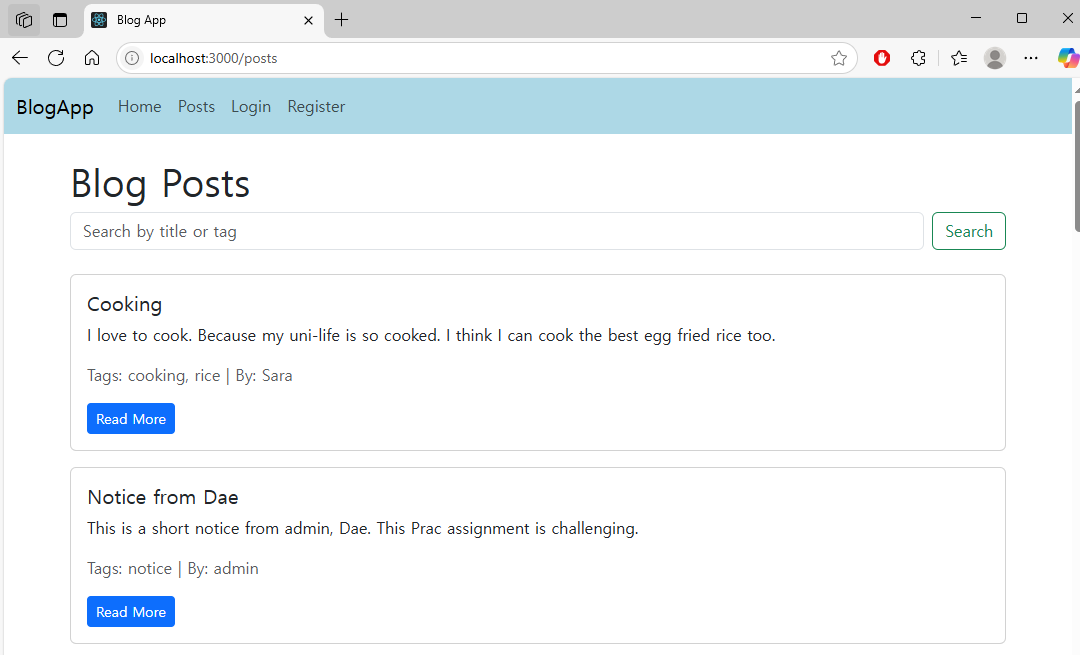 Blog App
localhost:3000/posts
BlogApp Home Posts Login Register
Blog Posts
Search by title or tag Search
Cooking
I love to cook. Because my uni-life is so cooked. I think I can cook the best egg fried rice too.
Tags: cooking, rice | By: Sara
Read More
Notice from Dae
This is a short notice from admin, Dae. This Prac assignment is challenging.
Tags: notice | By: admin
Read More